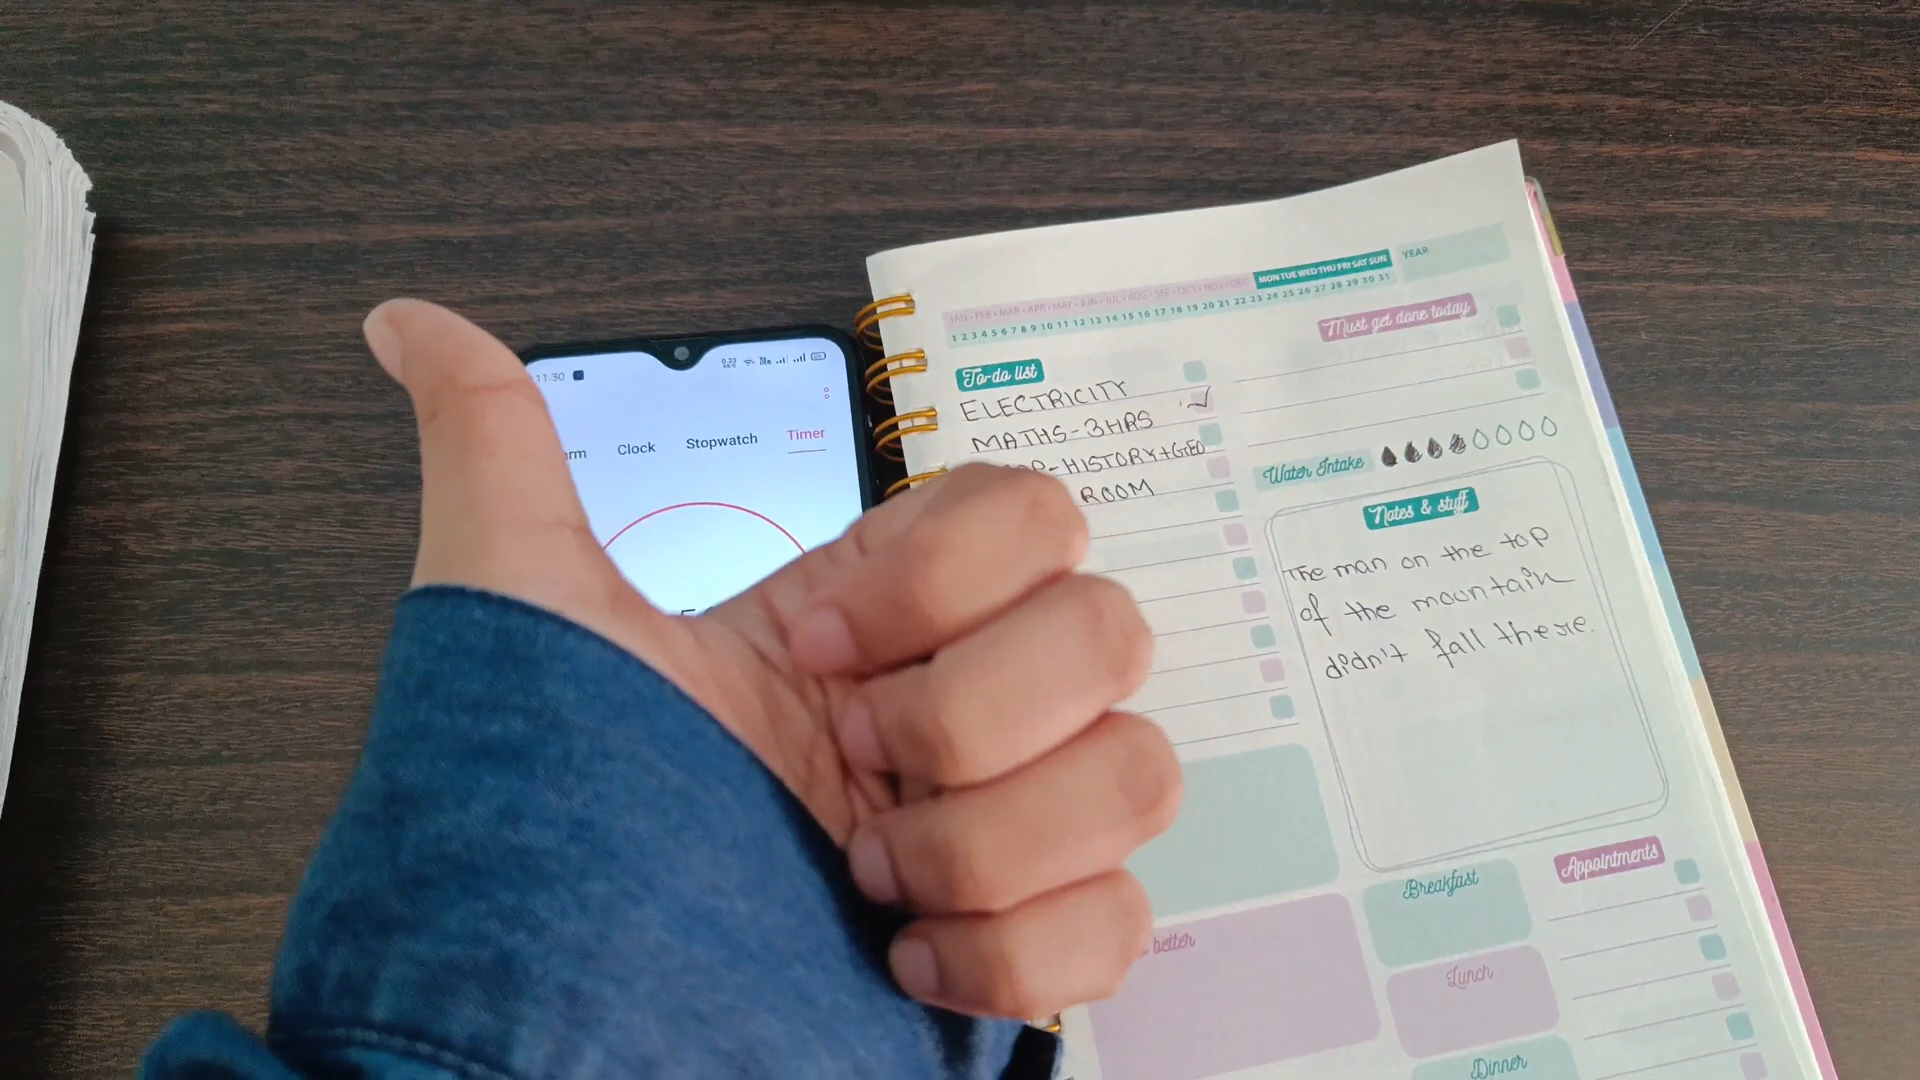 11:30
Clock Stopwatch Timer
JAN • FEB • MAR • APR • MAY • JUN • JUL • AUG • SEP • OCT • NOV • DEC MON TUE WED THU FRI SAT SUN YEAR
1 2 3 4 5 6 7 8 9 10 11 12 13 14 15 16 17 18 19 20 21 22 23 24 25 26 27 28 29 30 31
To-do list
ELECTRICITY
MATHS-3HRS
-HISTORY+GEO
ROOM
Must get done today
Water Intake
Notes & stuff
The man on the top
of the mountain
didn't fall there.
better
Breakfast
Lunch
Dinner
Appointments